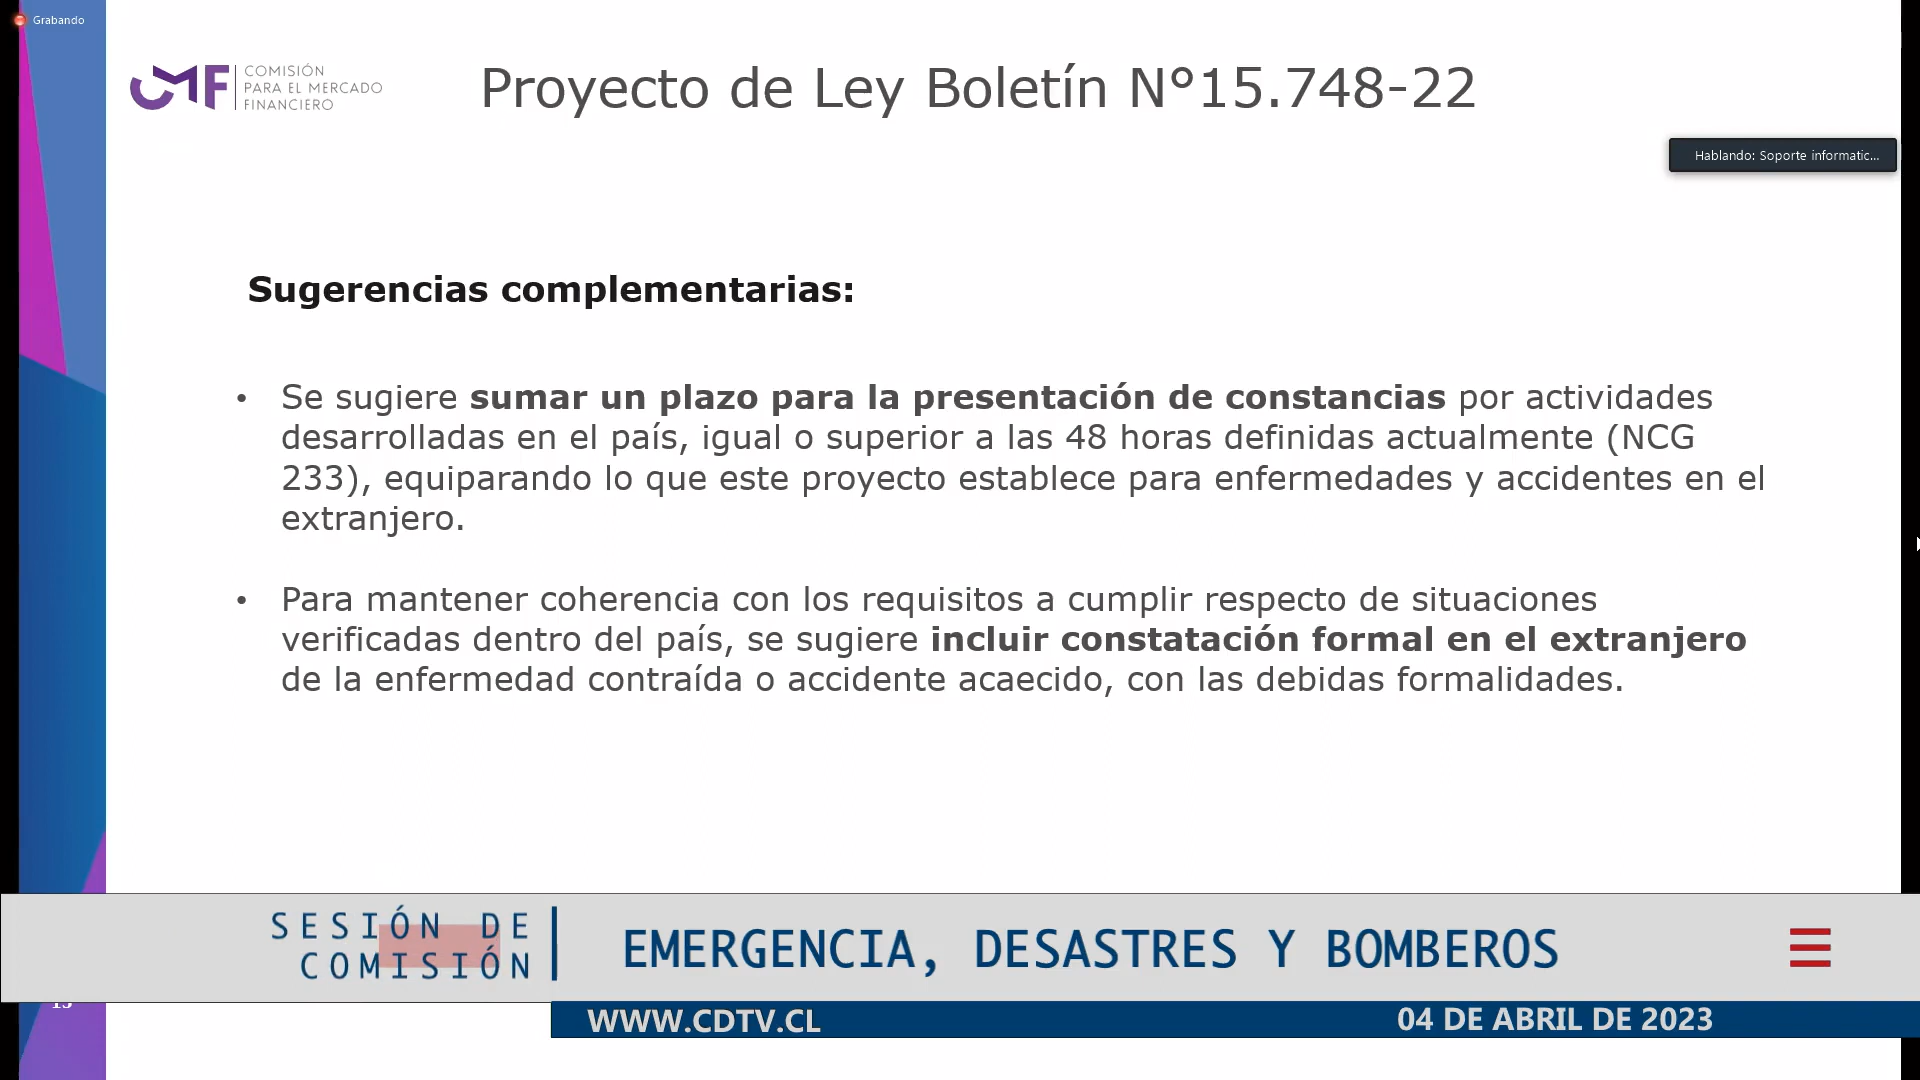 Grabando
COMISIÓN
PARA EL MERCADO
FINANCIERO
Proyecto de Ley Boletín N°15.748-22
Hablando: Soporte informatic...
Sugerencias complementarias:
• Se sugiere sumar un plazo para la presentación de constancias por actividades
desarrolladas en el país, igual o superior a las 48 horas definidas actualmente (NCG
233), equiparando lo que este proyecto establece para enfermedades y accidentes en el
extranjero.
• Para mantener coherencia con los requisitos a cumplir respecto de situaciones
verificadas dentro del país, se sugiere incluir constatación formal en el extranjero
de la enfermedad contraída o accidente acaecido, con las debidas formalidades.
SESIÓN DE
COMISIÓN
EMERGENCIA, DESASTRES Y BOMBEROS
WWW.CDTV.CL
04 DE ABRIL DE 2023